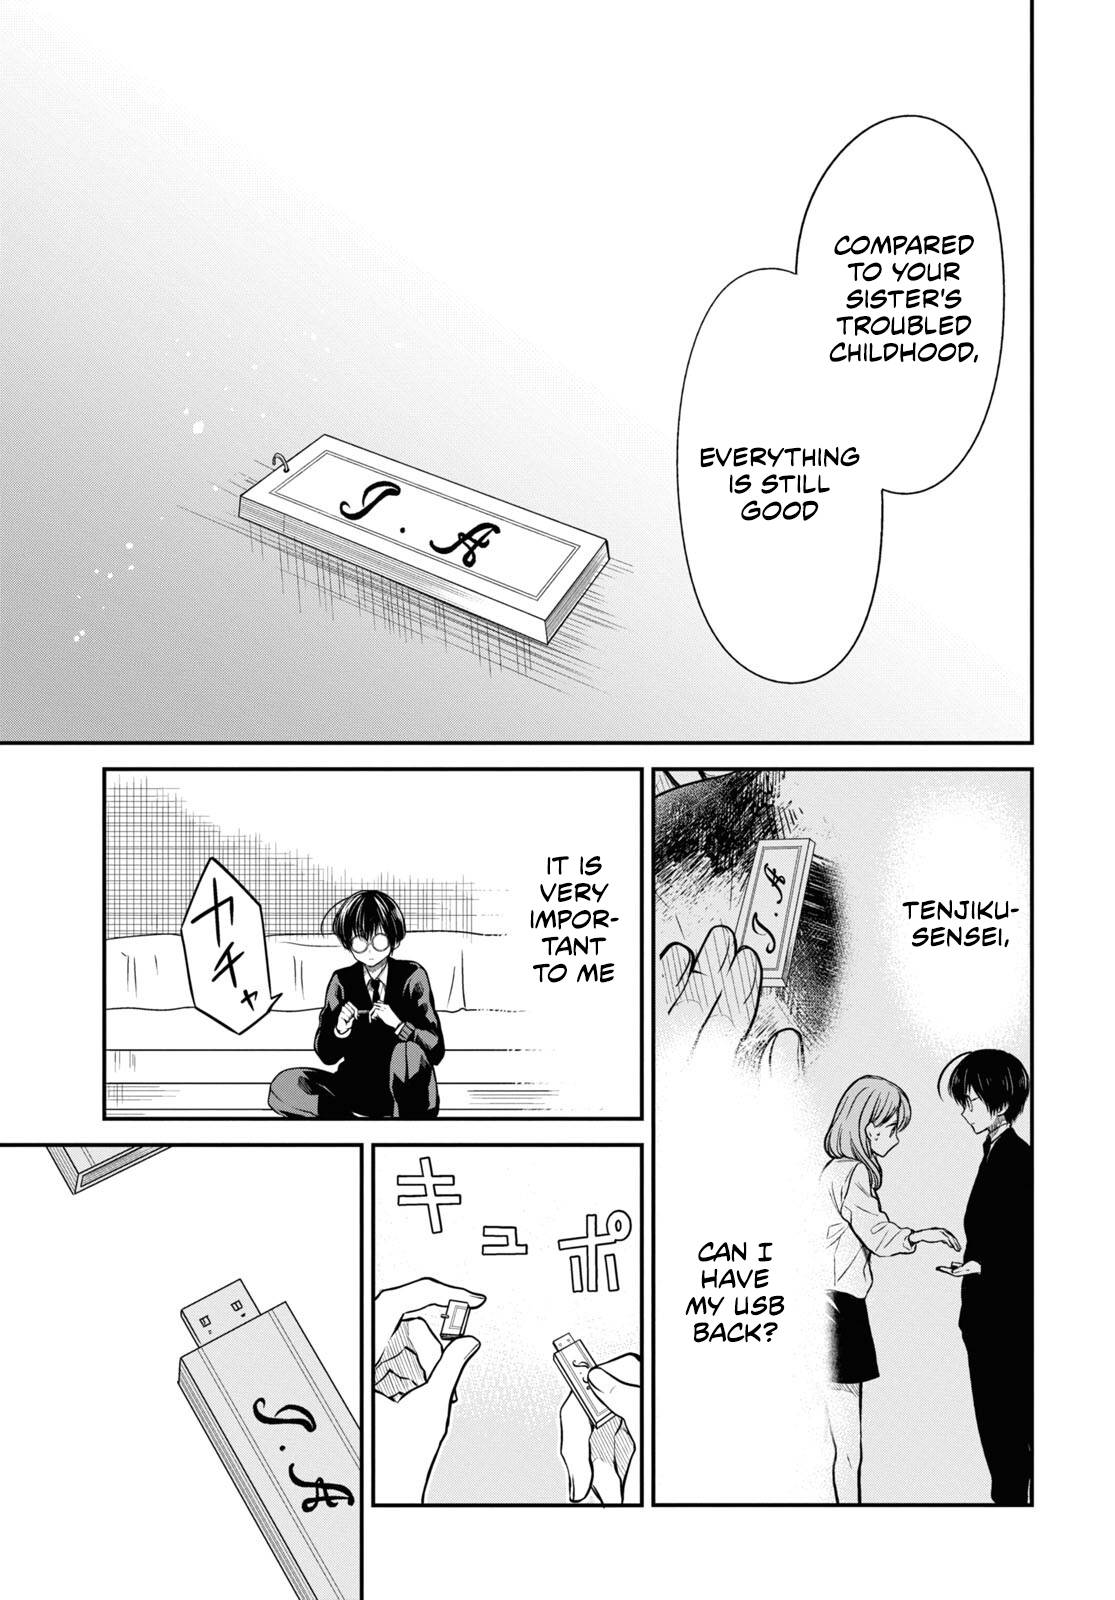 COMPARED
TO YOUR
SISTER'S
TROUBLED
CHILDHOOD,
EVERYTHING
IS STILL
GOOD
I.A
TENJIKU-
SENSEI,
I.A
CAN I
HAVE
MY USB
BACK?
IT IS
VERY
IMPOR-
TANT
TO ME
カチャ
キュポ
I.A